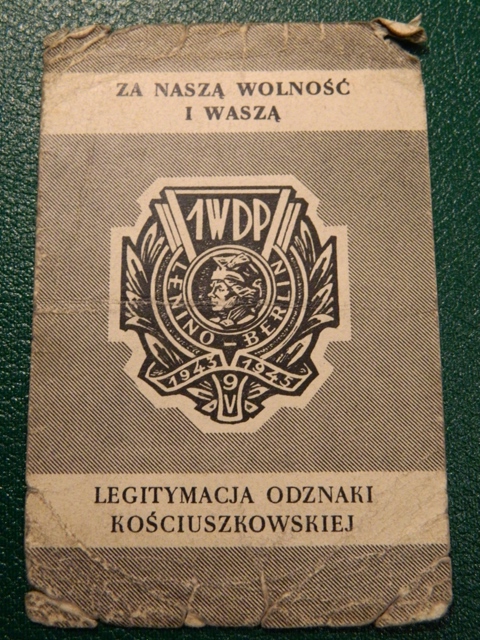 ZA NASZĄ WOLNOŚĆ
I WASZĄ
1WDP
LENINO – BERLIN
1943 1945
9
V
LEGITYMACJA ODZNAKI
KOŚCIUSZKOWSKIEJ